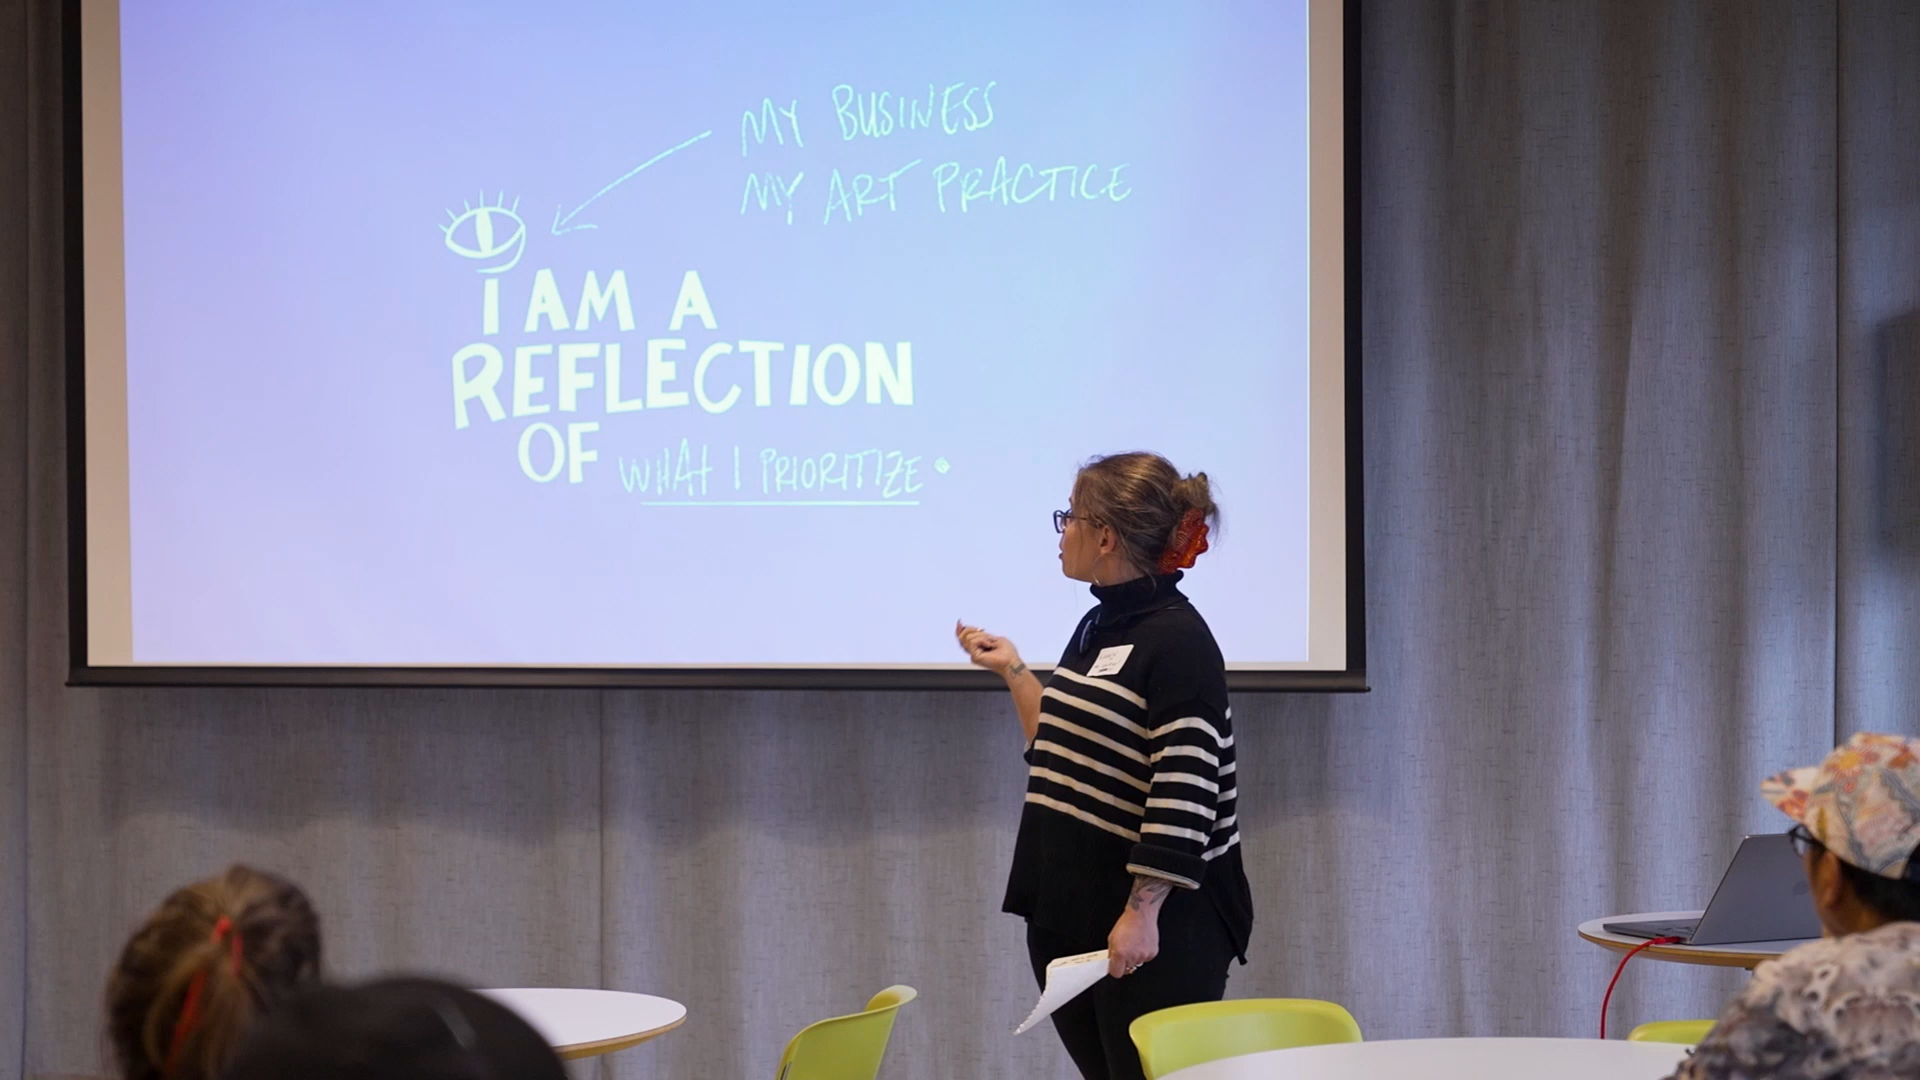 MY BUSINESS
MY ART PRACTICE
I AM A
REFLECTION
OF WHAT I PRIORITIZE.